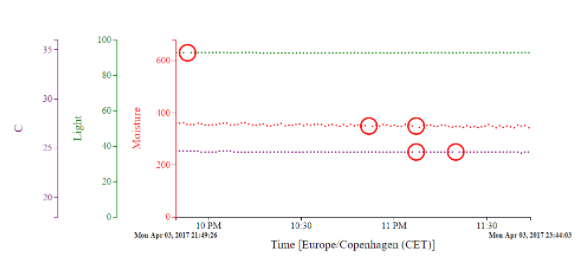 35
30
25
20
C
100
80
60
40
20
0
Light
600
400
200
0
Moisture
10 PM 10:30 11 PM 11:30
Mon Apr 03, 2017 21:49:26 Mon Apr 03, 2017 23:44:03
Time [Europe/Copenhagen (CET)]